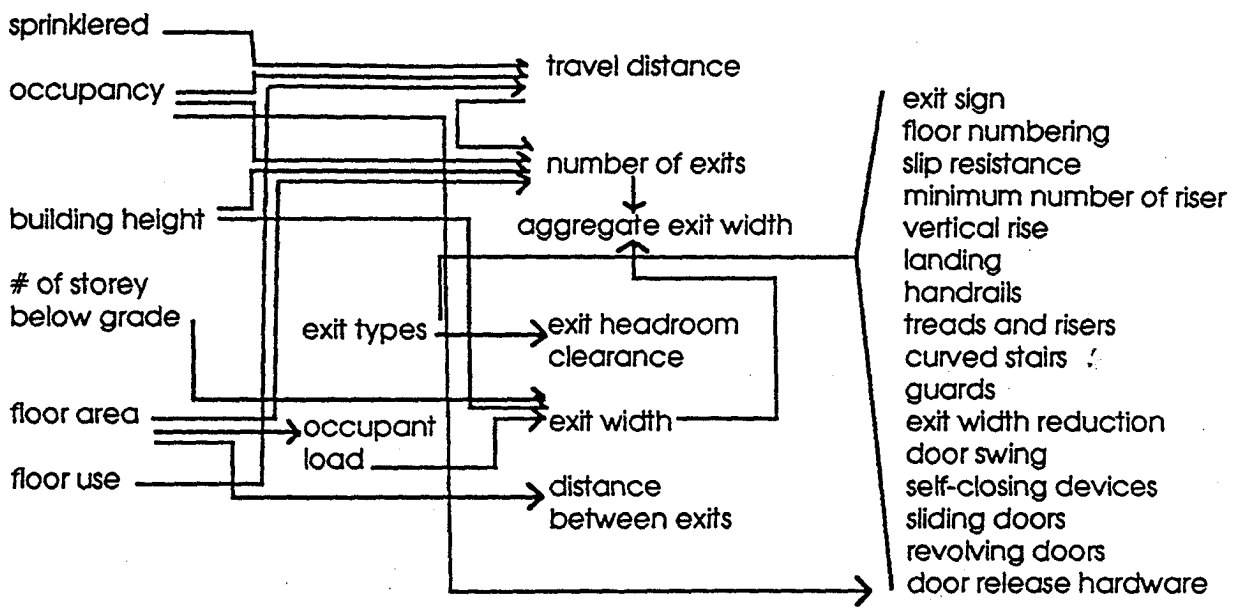 sprinklered
occupancy
building height
# of storey
below grade
floor area
floor use
exit types
occupant
load
travel distance
number of exits
aggregate exit width
exit headroom
clearance
exit width
distance
between exits
exit sign
floor numbering
slip resistance
minimum number of riser
vertical rise
landing
handrails
treads and risers
curved stairs
guards
exit width reduction
door swing
self-closing devices
sliding doors
revolving doors
door release hardware